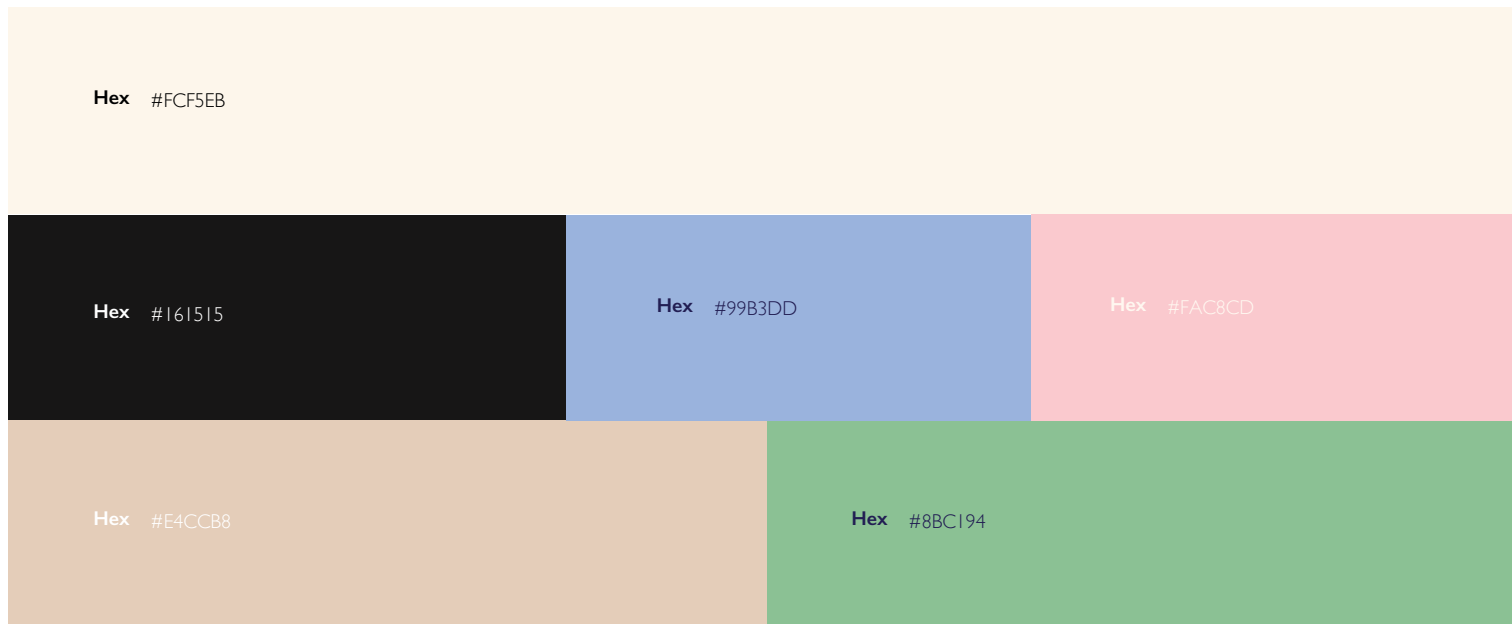 Hex #FCF5EB
Hex #161515
Hex #99B3DD
Hex #FAC8CD
Hex #E4CCB8
Hex #8BC194